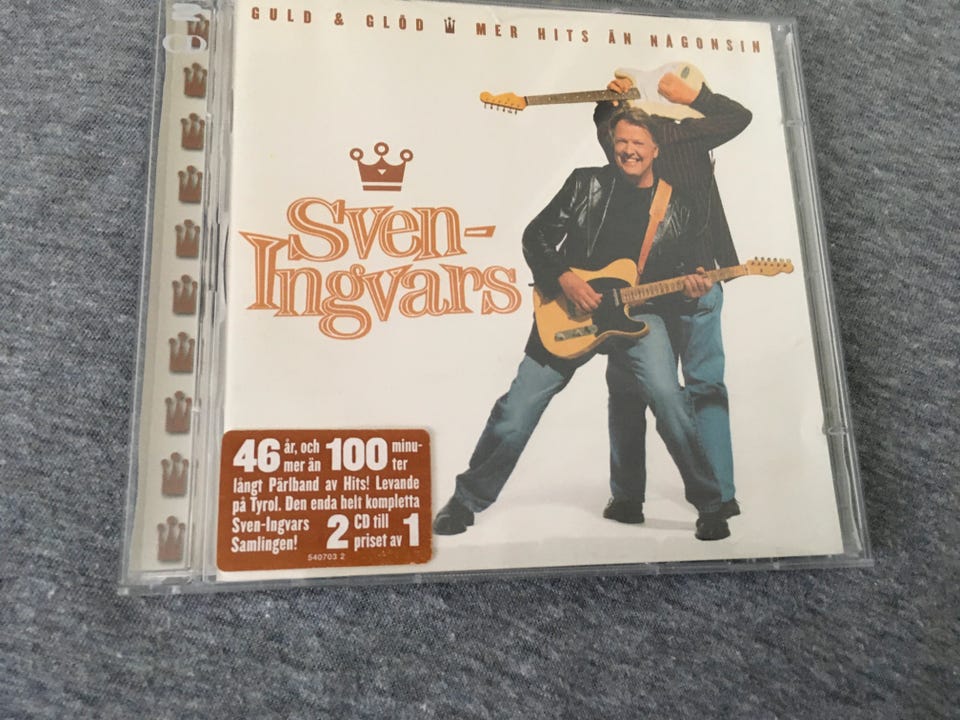 GULD & GLÖD MER HITS ÄN NÅGONSIN
CD
Sven-
Ingvars
46 år, och 100 minu-
mer än ter
långt Pärlband av Hits! Levande
på Tyrol. Den enda helt kompletta
Sven-Ingvars 2 CD till 1
Samlingen! priset av
540703 2